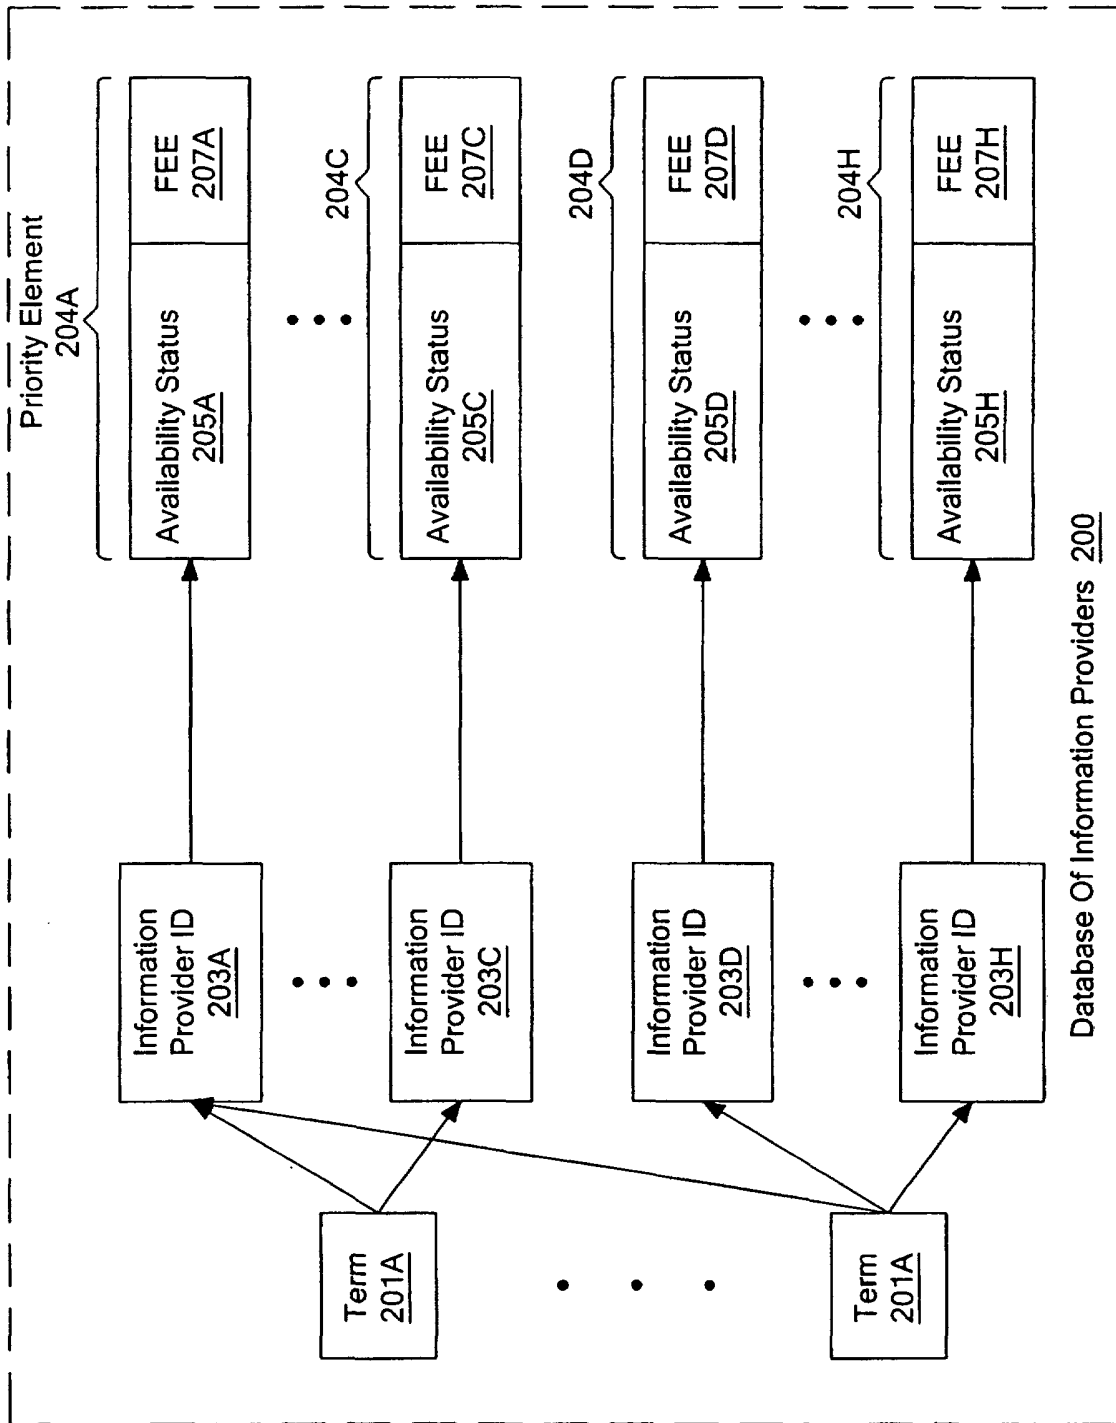 Priority Element
204A
Term
201A
Information
Provider ID
203A
Availability Status
205A
FEE
207A
204C
Information
Provider ID
203C
Availability Status
205C
FEE
207C
204D
Information
Provider ID
203D
Availability Status
205D
FEE
207D
Term
201A
204H
Information
Provider ID
203H
Availability Status
205H
FEE
207H
Database Of Information Providers 200